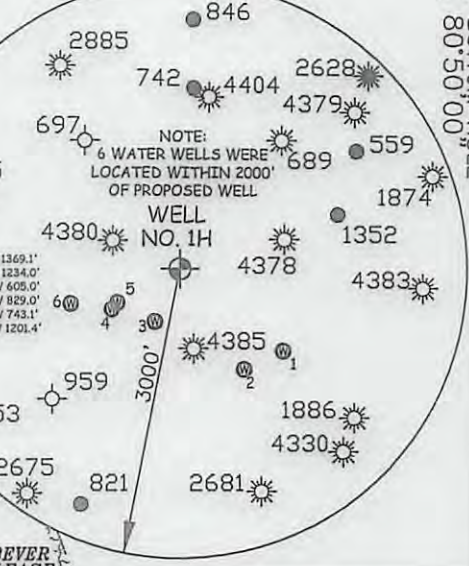 846
2885
742
4404
2628
80°50'00"
4379
697
NOTE:
6 WATER WELLS WERE
LOCATED WITHIN 2000'
OF PROPOSED WELL
689
559
1874
WELL
NO. 1H
1352
4380
4378
4383
1369.1'
1234.0'
605.0'
829.0'
743.1'
1201.4'
6 W
W 5
4 W
3 W
4385
W 1
W 2
3000'
959
53
1886
4330
2675
821
2681
EVER